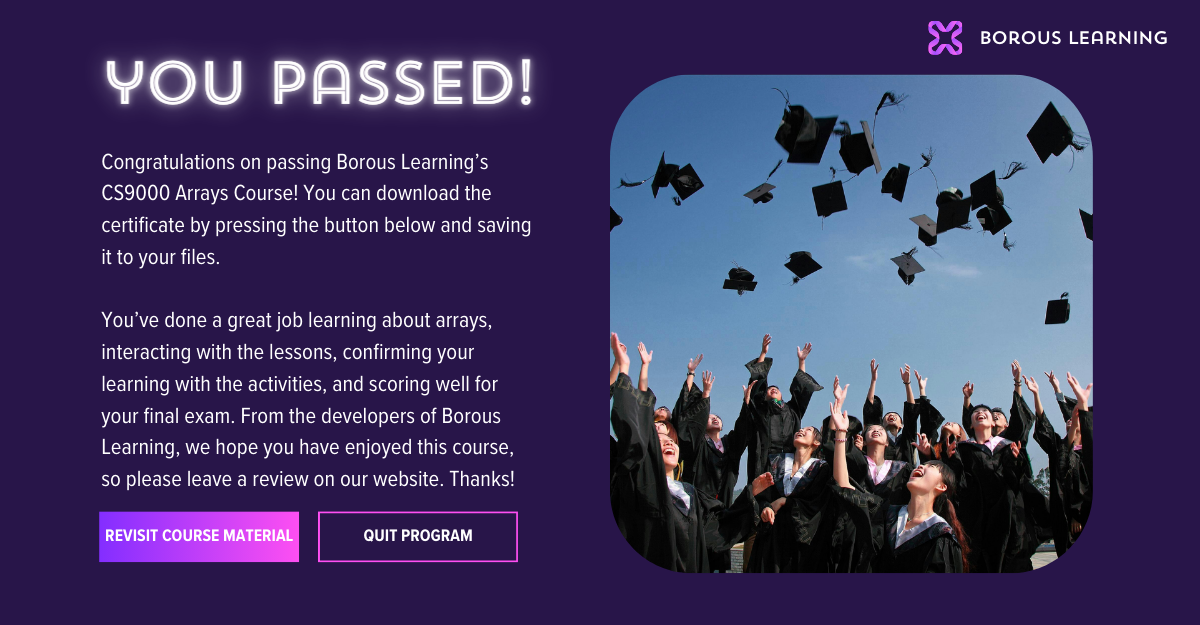 BOROUS LEARNING
YOU PASSED!
Congratulations on passing Borous Learning’s
CS9000 Arrays Course! You can download the
certificate by pressing the button below and saving
it to your files.
You’ve done a great job learning about arrays,
interacting with the lessons, confirming your
learning with the activities, and scoring well for
your final exam. From the developers of Borous
Learning, we hope you have enjoyed this course,
so please leave a review on our website. Thanks!
REVISIT COURSE MATERIAL
QUIT PROGRAM